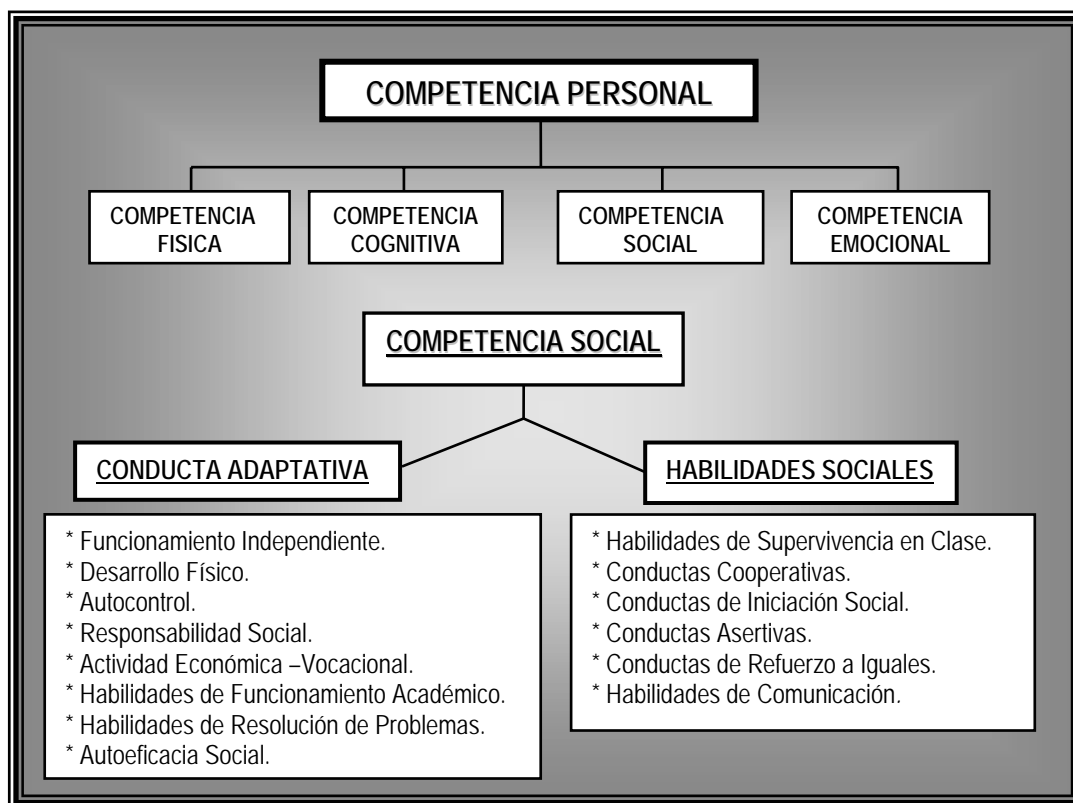 COMPETENCIA PERSONAL
COMPETENCIA
FISICA
COMPETENCIA
COGNITIVA
COMPETENCIA
SOCIAL
COMPETENCIA
EMOCIONAL
COMPETENCIA SOCIAL
CONDUCTA ADAPTATIVA
* Funcionamiento Independiente.
* Desarrollo Físico.
* Autocontrol.
* Responsabilidad Social.
* Actividad Económica –Vocacional.
* Habilidades de Funcionamiento Académico.
* Habilidades de Resolución de Problemas.
* Autoeficacia Social.
HABILIDADES SOCIALES
* Habilidades de Supervivencia en Clase.
* Conductas Cooperativas.
* Conductas de Iniciación Social.
* Conductas Asertivas.
* Conductas de Refuerzo a Iguales.
* Habilidades de Comunicación.